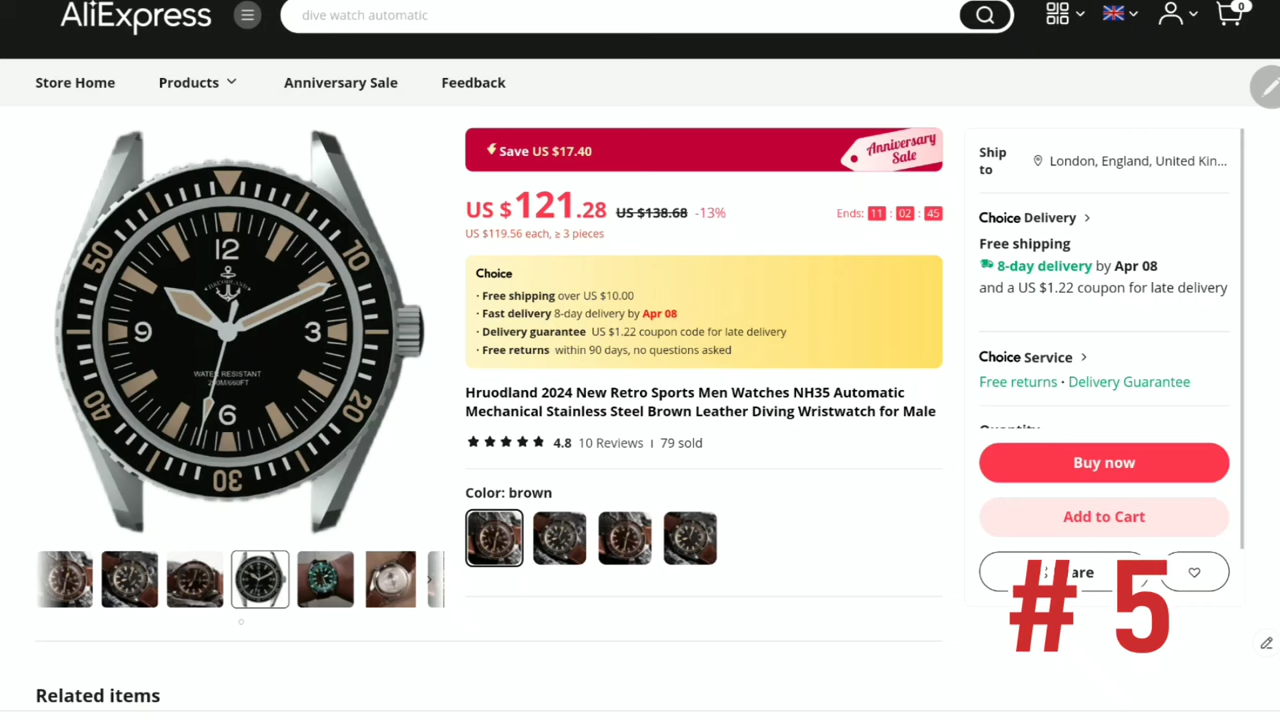 AliExpress
dive watch automatic
0
Store Home
Products
Anniversary Sale
Feedback
Save US $17.40
Anniversary
Sale
US $121.28 US $138.68 -13%
Ends: 11 : 02 : 45
US $119.56 each, ≥ 3 pieces
Choice
· Free shipping over US $10.00
· Fast delivery 8-day delivery by Apr 08
· Delivery guarantee US $1.22 coupon code for late delivery
· Free returns within 90 days, no questions asked
Hruodland 2024 New Retro Sports Men Watches NH35 Automatic
Mechanical Stainless Steel Brown Leather Diving Wristwatch for Male
4.8 10 Reviews | 79 sold
Color: brown
Ship to
London, England, United Kin...
Choice Delivery
Free shipping
8-day delivery by Apr 08
and a US $1.22 coupon for late delivery
Choice Service
Free returns · Delivery Guarantee
Quantity
Buy now
Add to Cart
# 5
50
10
12
9
3
WATER RESISTANT
200M/660FT
40
20
6
30
Related items